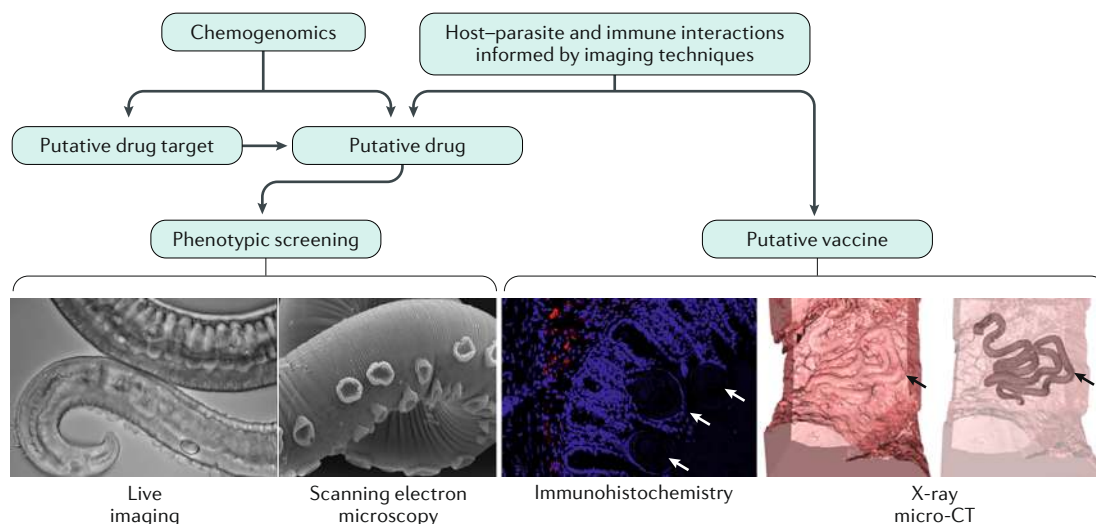 Chemogenomics
Host–parasite and immune interactions
informed by imaging techniques
Putative drug target
Putative drug
Phenotypic screening
Putative vaccine
Live
imaging
Scanning electron
microscopy
Immunohistochemistry
X-ray
micro-CT